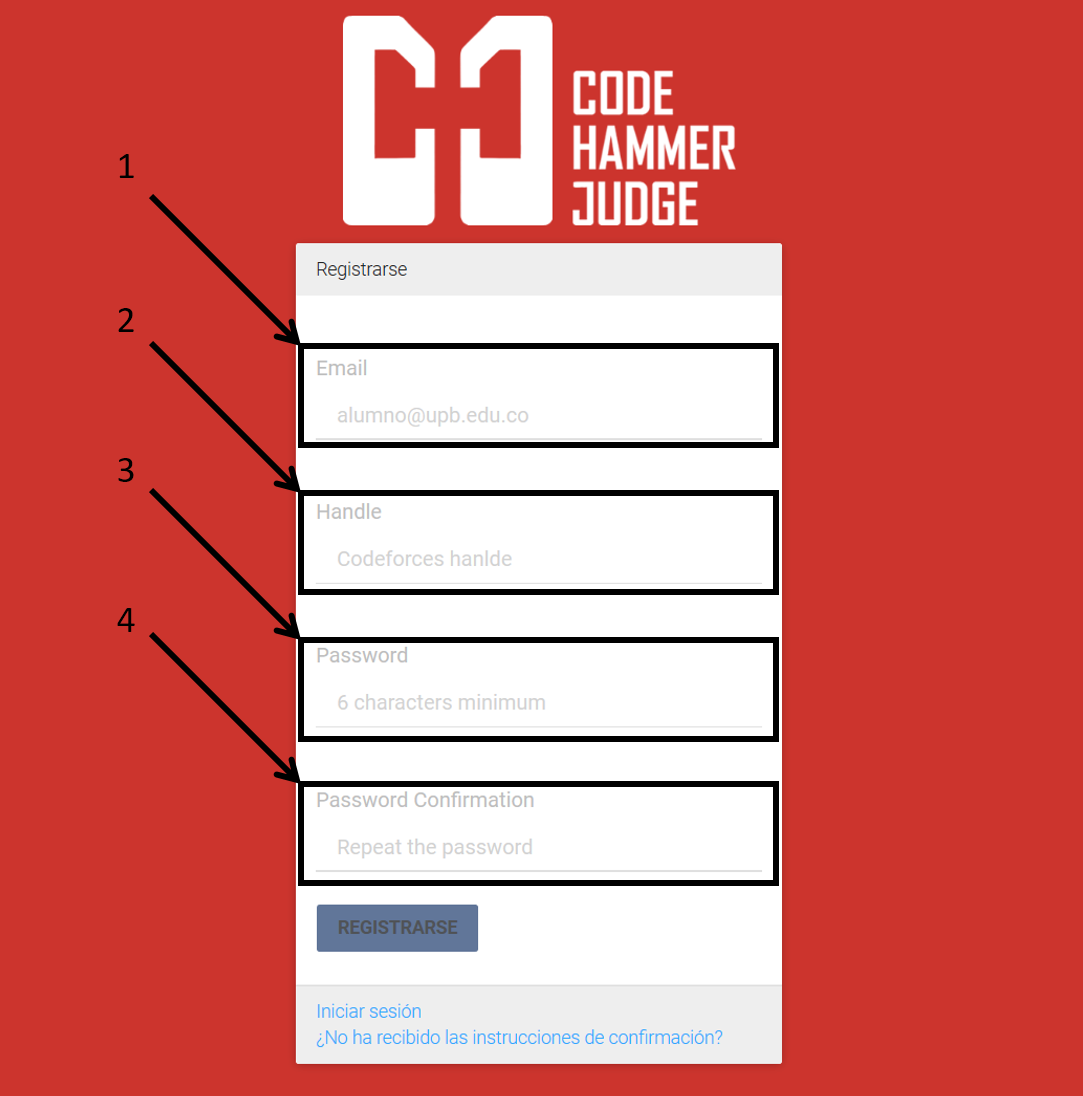 CODE
HAMMER
JUDGE
1
Registrarse
2
Email
alumno@upb.edu.co
3
Handle
Codeforces hanlde
4
Password
6 characters minimum
Password Confirmation
Repeat the password
REGISTRARSE
Iniciar sesión
¿No ha recibido las instrucciones de confirmación?